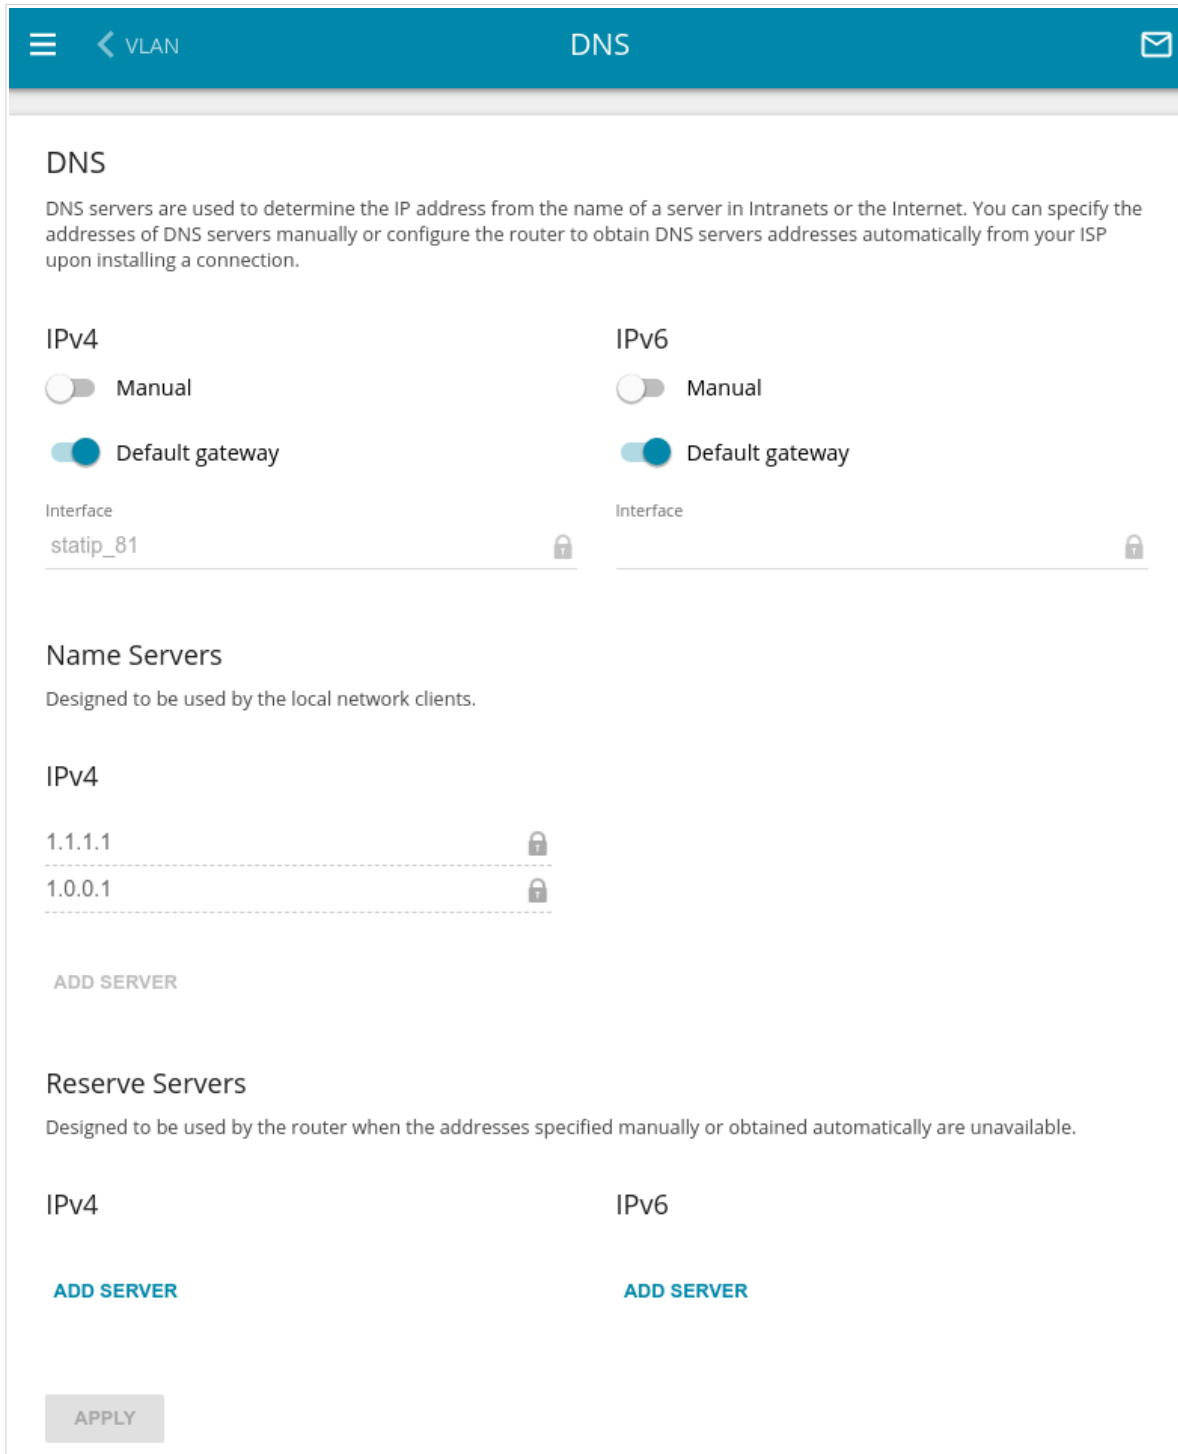 VLAN
DNS
DNS
DNS servers are used to determine the IP address from the name of a server in Intranets or the Internet. You can specify the
addresses of DNS servers manually or configure the router to obtain DNS servers addresses automatically from your ISP
upon installing a connection.
IPv4
IPv6
Manual
Manual
Default gateway
Default gateway
Interface
Interface
statip_81
Name Servers
Designed to be used by the local network clients.
IPv4
1.1.1.1
1.0.0.1
ADD SERVER
Reserve Servers
Designed to be used by the router when the addresses specified manually or obtained automatically are unavailable.
IPv4
IPv6
ADD SERVER
ADD SERVER
APPLY